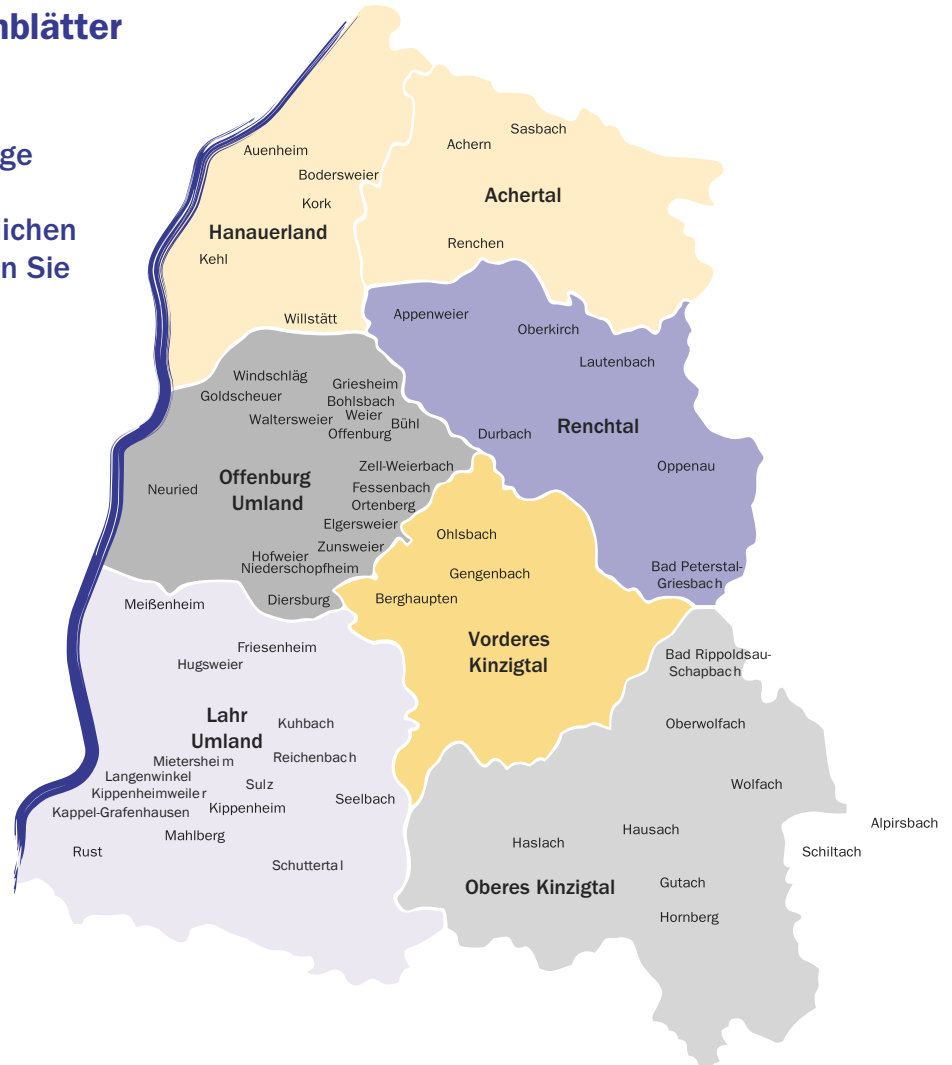 nblätter
ge
lichen
n Sie
Sasbach
Achern
Auenheim
Bodersweier
Achertal
Kork
Hanauerland
Renchen
Kehl
Appenweier
Willstätt
Oberkirch
Lautenbach
Windschläg
Griesheim
Goldscheuer
Bohlsbach
Weier
Waltersweier
Bühl
Offenburg
Durbach
Renchtal
Zell-Weierbach
Oppenau
Offenburg
Umland
Neuried
Fessenbach
Ortenberg
Elgersweier
Ohlsbach
Zunsweier
Hofweier
Niederschopfheim
Gengenbach
Bad Peterstal-
Griesbach
Diersburg
Berghaupten
Meißenheim
Vorderes
Kinzigtal
Friesenheim
Hugsweier
Bad Rippoldsau-
Schapbach
Lahr
Umland
Kuhbach
Oberwolfach
Mietersheim
Reichenbach
Langenwinkel
Sulz
Wolfach
Kippenheimweiler
Seelbach
Kippenheim
Kappel-Grafenhausen
Alpirsbach
Mahlberg
Hausach
Haslach
Rust
Schiltach
Schuttertal
Oberes Kinzigtal
Gutach
Hornberg